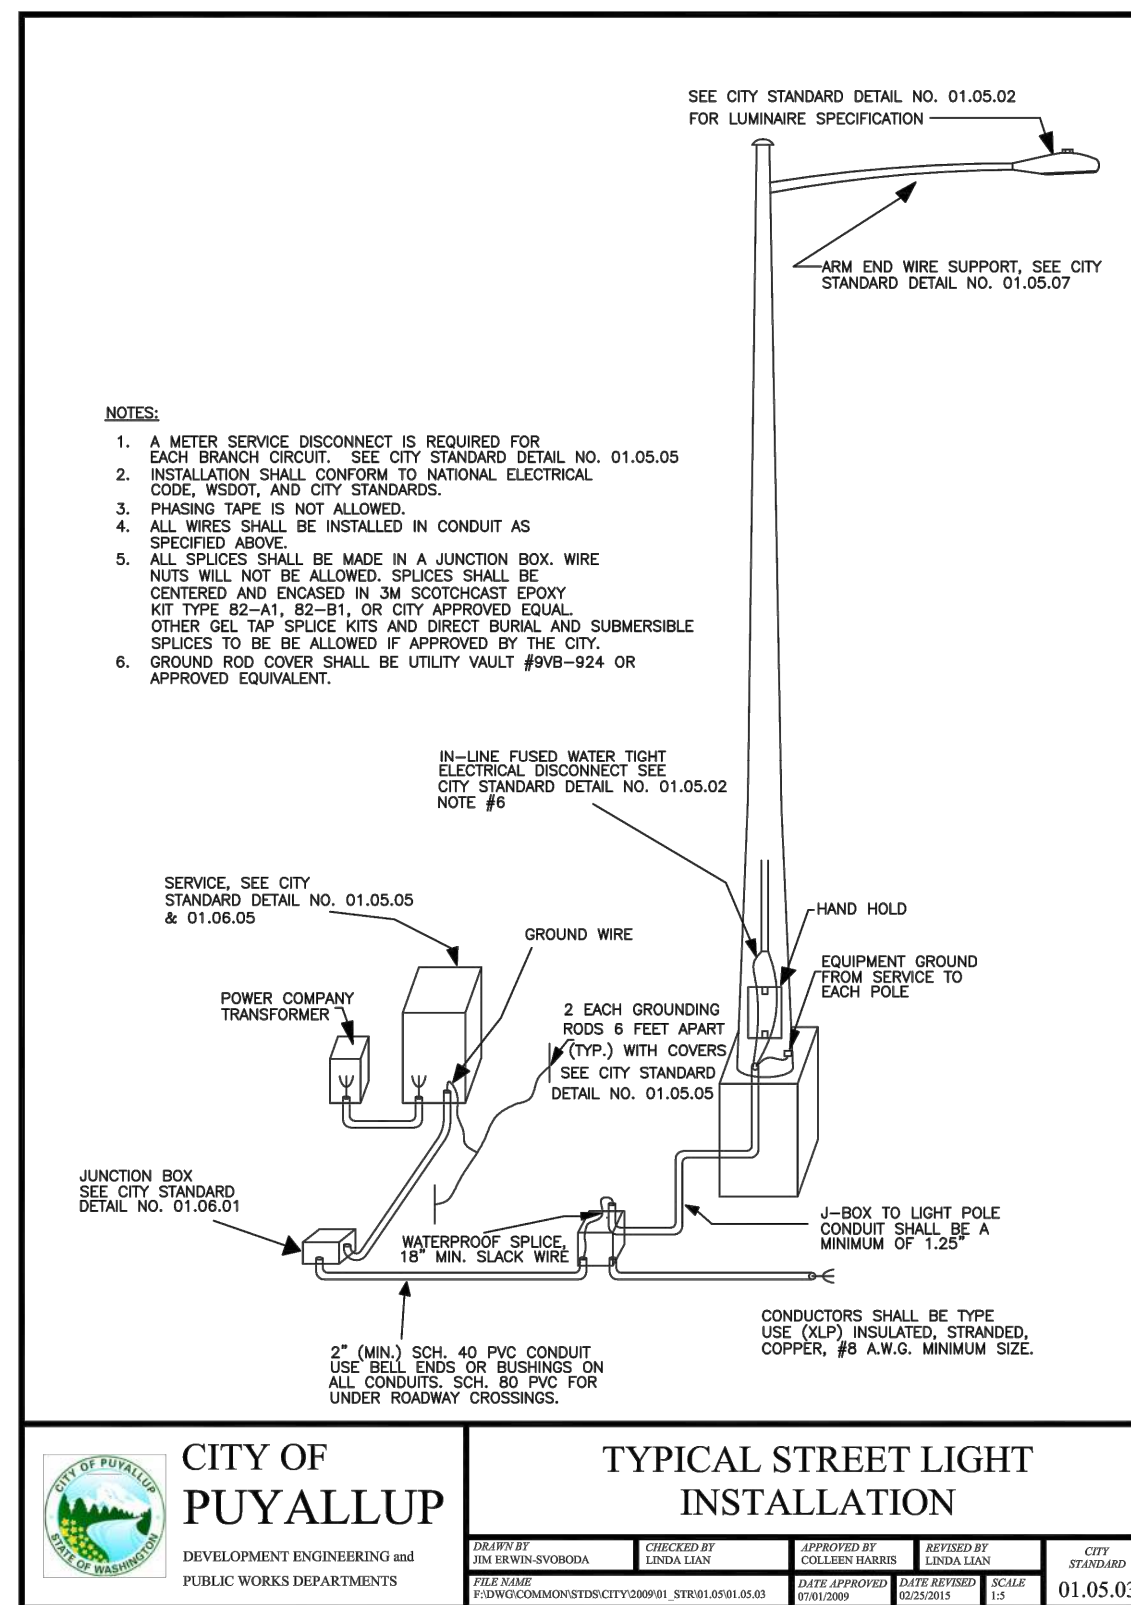 SEE CITY STANDARD DETAIL NO. 01.05.02
FOR LUMINAIRE SPECIFICATION
ARM END WIRE SUPPORT, SEE CITY
STANDARD DETAIL NO. 01.05.07
NOTES:
1. A METER SERVICE DISCONNECT IS REQUIRED FOR
EACH BRANCH CIRCUIT. SEE CITY STANDARD DETAIL NO. 01.05.05
2. INSTALLATION SHALL CONFORM TO NATIONAL ELECTRICAL
CODE, WSDOT, AND CITY STANDARDS.
3. PHASING TAPE IS NOT ALLOWED.
4. ALL WIRES SHALL BE INSTALLED IN CONDUIT AS
SPECIFIED ABOVE.
5. ALL SPLICES SHALL BE MADE IN A JUNCTION BOX. WIRE
NUTS WILL NOT BE ALLOWED. SPLICES SHALL BE
CENTERED AND ENCASED IN 3M SCOTCHCAST EPOXY
KIT TYPE 82-A1, 82-B1, OR CITY APPROVED EQUAL.
OTHER GEL TAP SPLICE KITS AND DIRECT BURIAL AND SUBMERSIBLE
SPLICES TO BE BE ALLOWED IF APPROVED BY THE CITY.
6. GROUND ROD COVER SHALL BE UTILITY VAULT #9VB-924 OR
APPROVED EQUIVALENT.
IN-LINE FUSED WATER TIGHT
ELECTRICAL DISCONNECT SEE
CITY STANDARD DETAIL NO. 01.05.02
NOTE #6
SERVICE, SEE CITY
STANDARD DETAIL NO. 01.05.05
& 01.06.05
HAND HOLD
GROUND WIRE
EQUIPMENT GROUND
FROM SERVICE TO
EACH POLE
POWER COMPANY
TRANSFORMER
2 EACH GROUNDING
RODS 6 FEET APART
(TYP.) WITH COVERS
SEE CITY STANDARD
DETAIL NO. 01.05.05
JUNCTION BOX
SEE CITY STANDARD
DETAIL NO. 01.06.01
WATERPROOF SPLICE,
18" MIN. SLACK WIRE
J-BOX TO LIGHT POLE
CONDUIT SHALL BE A
MINIMUM OF 1.25"
CONDUCTORS SHALL BE TYPE
USE (XLP) INSULATED, STRANDED,
COPPER, #8 A.W.G. MINIMUM SIZE.
2" (MIN.) SCH. 40 PVC CONDUIT
USE BELL ENDS OR BUSHINGS ON
ALL CONDUITS. SCH. 80 PVC FOR
UNDER ROADWAY CROSSINGS.
CITY OF PUYALLUP
STATE OF WASHINGTON
CITY OF
PUYALLUP
DEVELOPMENT ENGINEERING and
PUBLIC WORKS DEPARTMENTS
TYPICAL STREET LIGHT
INSTALLATION
DRAWN BY
JIM ERWIN-SVOBODA
CHECKED BY
LINDA LIAN
APPROVED BY
COLLEEN HARRIS
REVISED BY
LINDA LIAN
FILE NAME
F:\DWG\COMMON\STDS\CITY\2009\01_STR\01.05\01.05.03
DATE APPROVED
07/01/2009
DATE REVISED
02/25/2015
SCALE
1:5
CITY
STANDARD
01.05.03